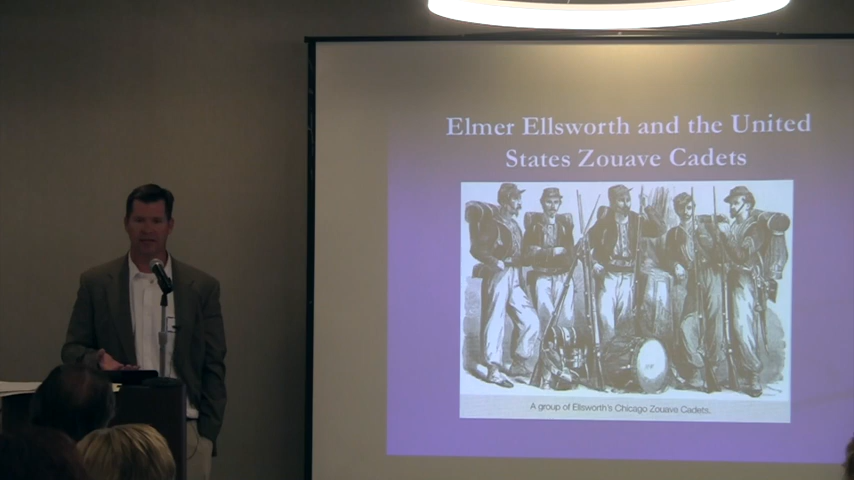 Elmer Ellsworth and the United
States Zouave Cadets
A group of Ellsworth's Chicago Zouave Cadets.